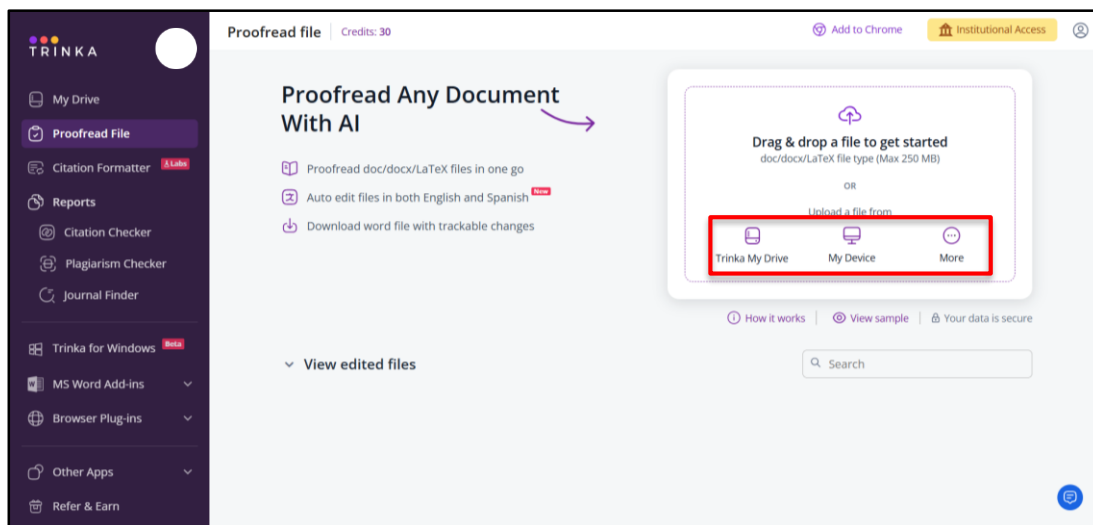 TRINKA
My Drive
Proofread File
Citation Formatter Labs
Reports
Citation Checker
Plagiarism Checker
Journal Finder
Trinka for Windows Beta
MS Word Add-ins
Browser Plug-ins
Other Apps
Refer & Earn
Proofread file Credits: 30
Add to Chrome
Institutional Access
Proofread Any Document
With AI
Proofread doc/docx/LaTeX files in one go
Auto edit files in both English and Spanish New
Download word file with trackable changes
Drag & drop a file to get started
doc/docx/LaTeX file type (Max 250 MB)
OR
Upload a file from
Trinka My Drive My Device More
How it works View sample Your data is secure
View edited files
Search